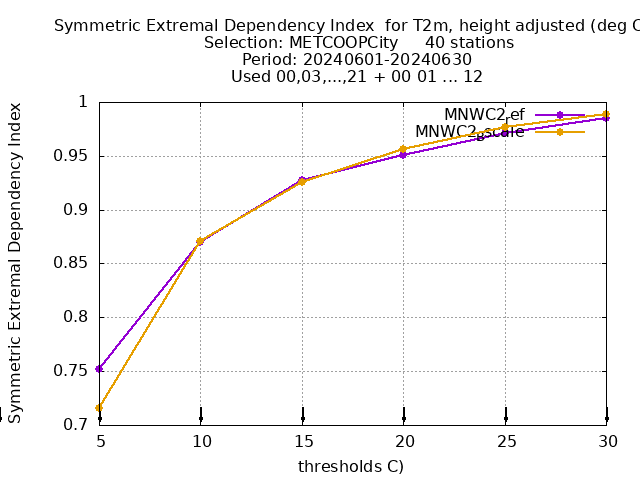 Symmetric Extremal Dependency Index for T2m, height adjusted (deg C
Selection: METCOOPCity 40 stations
Period: 20240601-20240630
Used 00,03,...,21 + 00 01 ... 12
Symmetric Extremal Dependency Index
1
0.95
0.9
0.85
0.8
0.75
0.7
MNWC2
MNWC2
5
10
15
20
25
30
thresholds C)